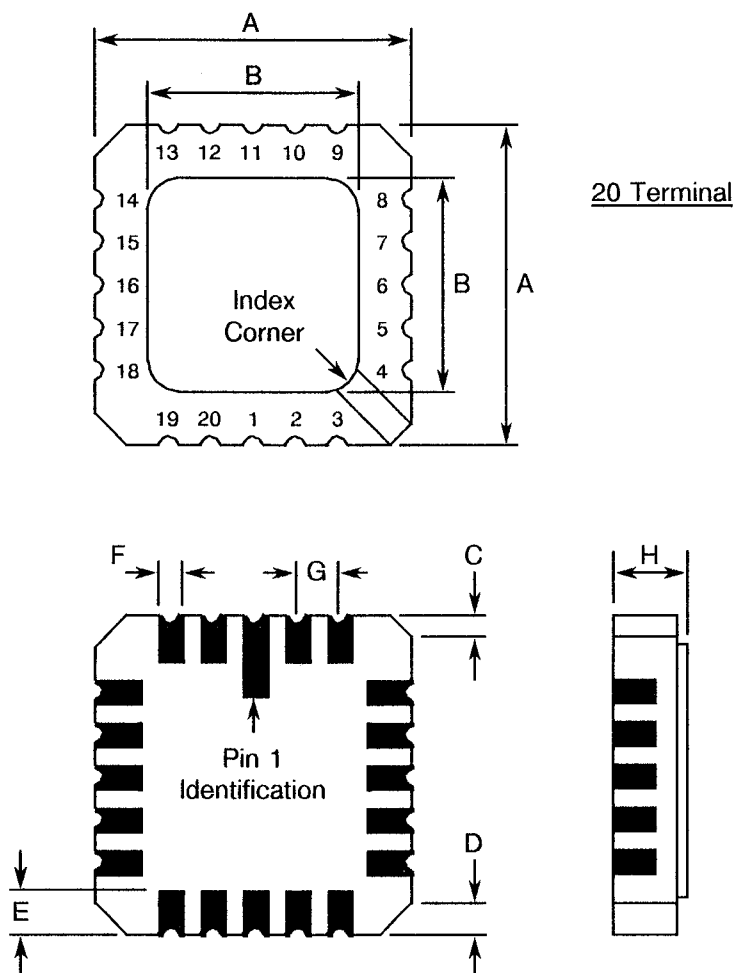 A
B
13 12 11 10 9
14
15
16
17
18
8
7
6
5
4
19 20 1 2 3
Index
Corner
B
A
20 Terminal
F
G
C
H
Pin 1
Identification
D
E